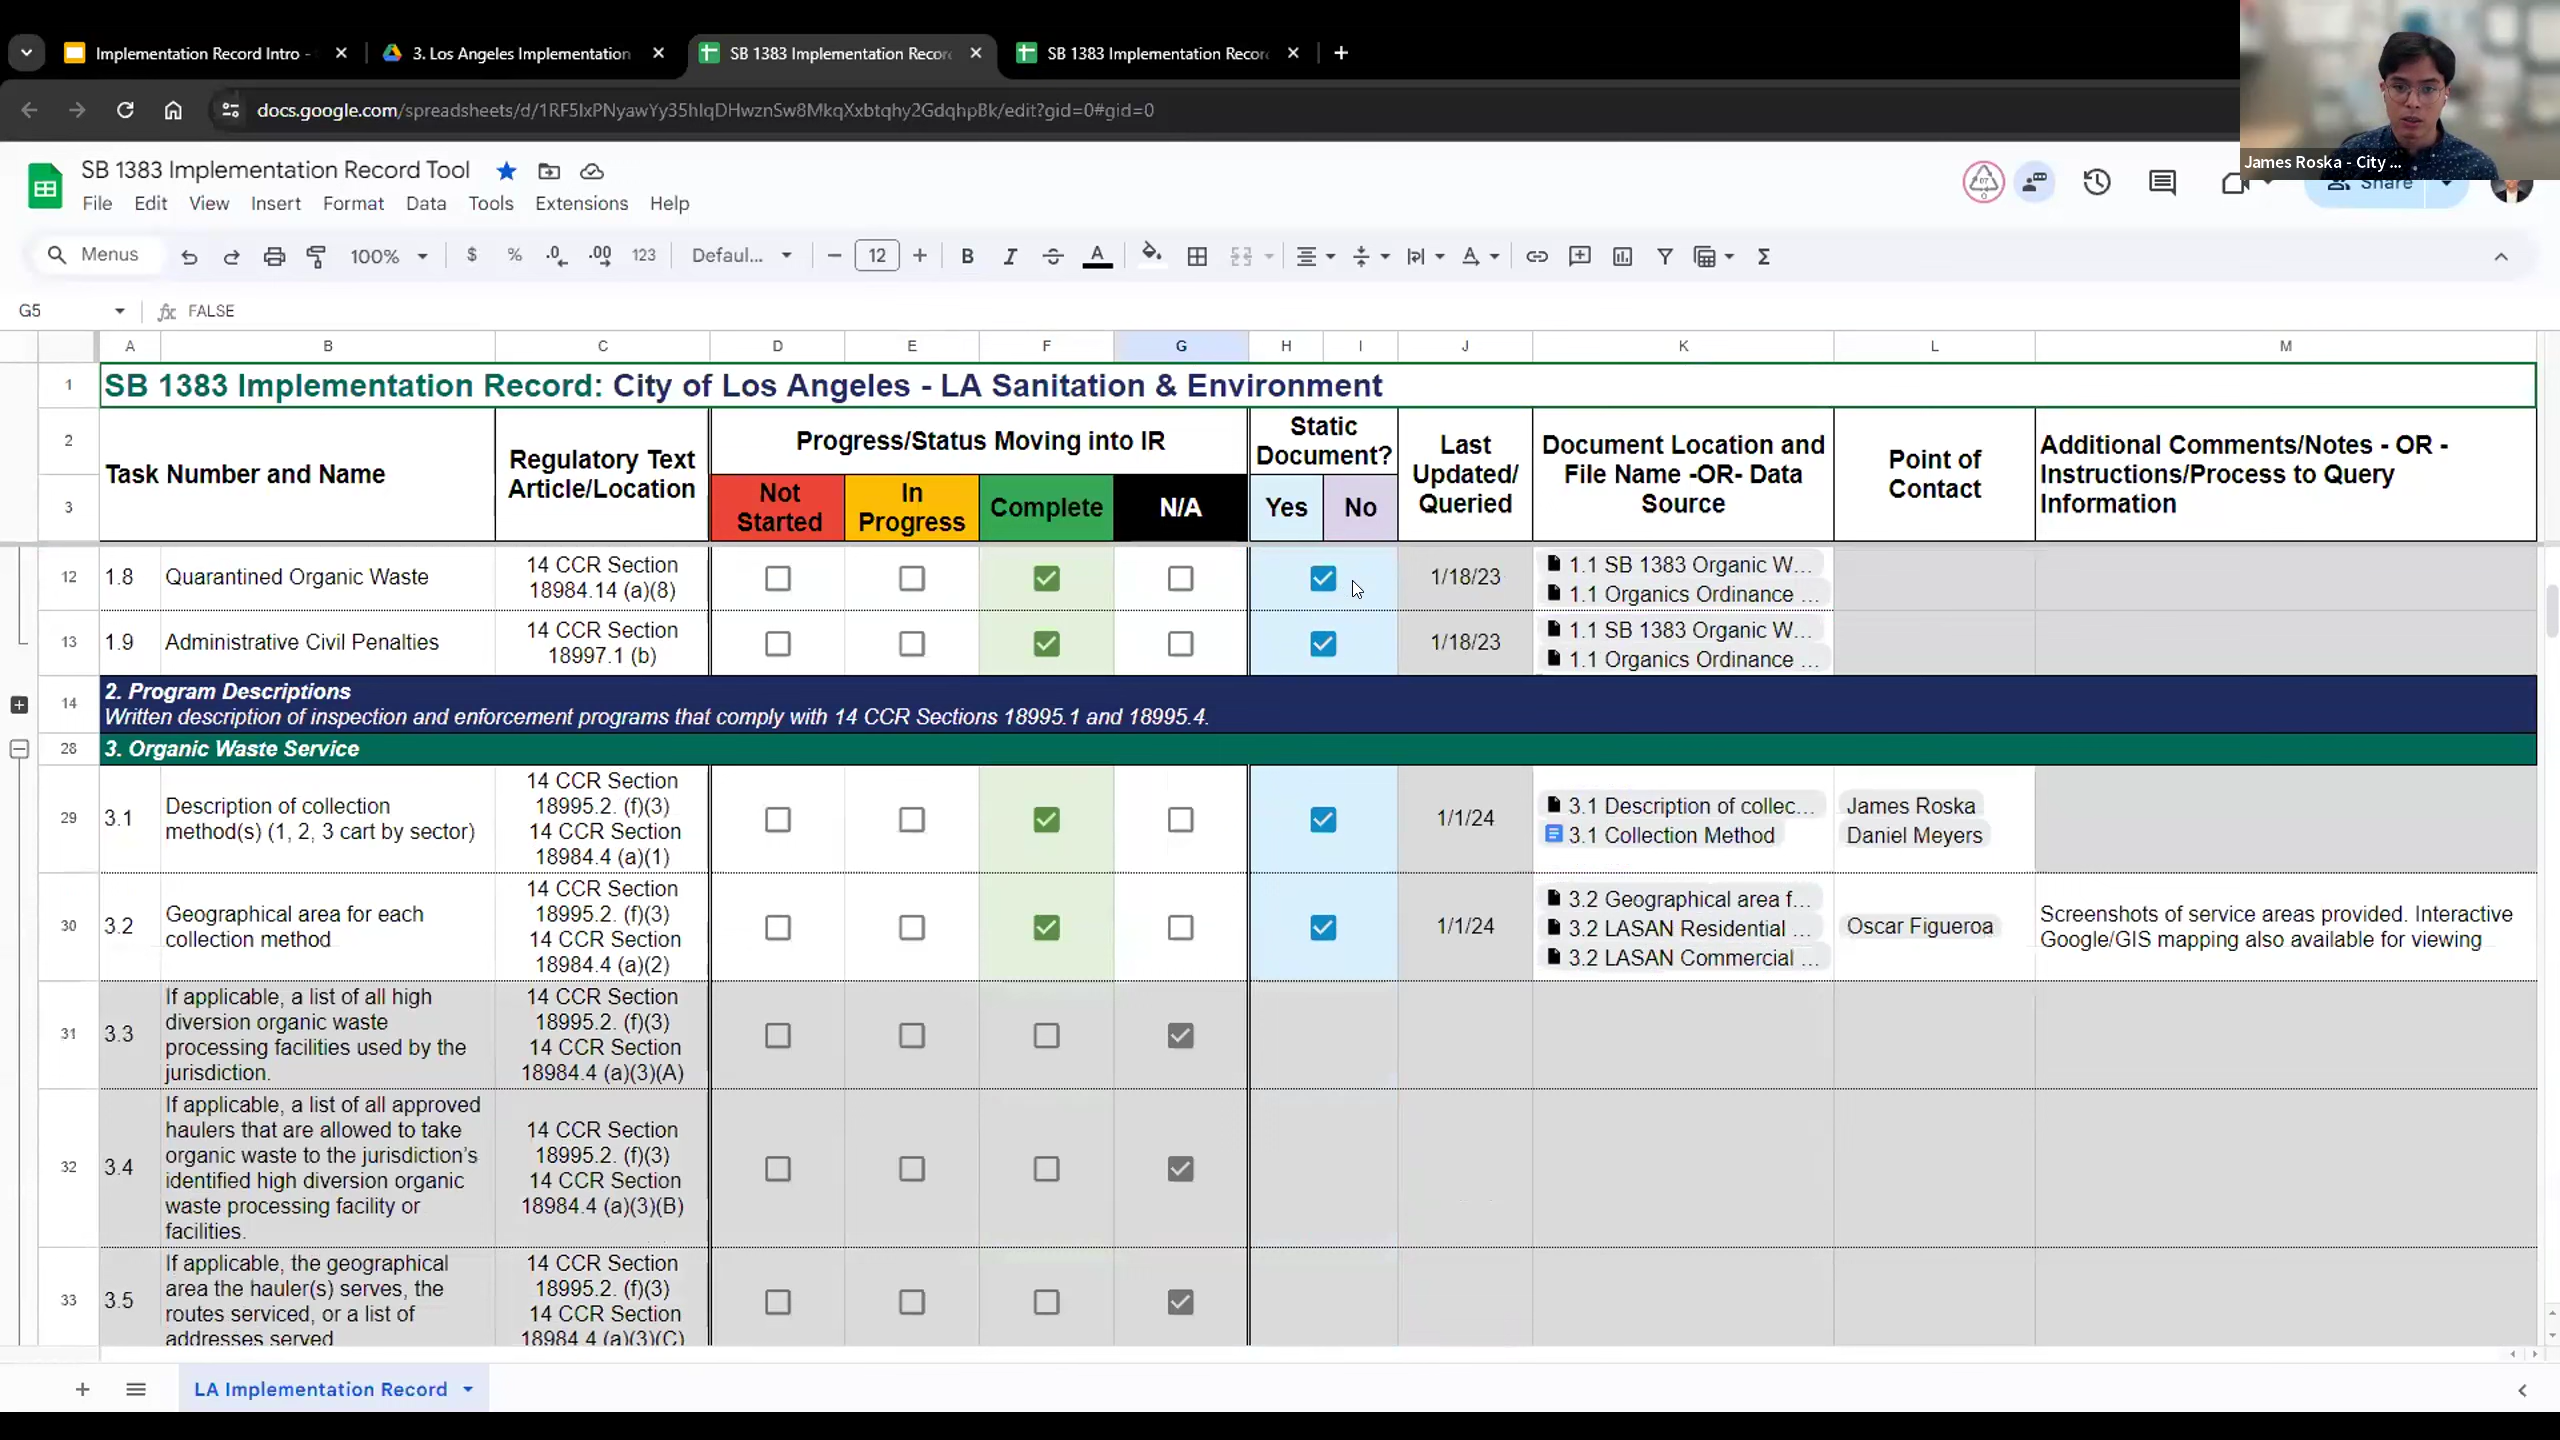 Implementation Record Intro -
3. Los Angeles Implementation
SB 1383 Implementation Recor
SB 1383 Implementation Recor
docs.google.com/spreadsheets/d/1RF5IxPNyawYy35hIqDHwznSw8MkqXxbtqhy2GdqhpBk/edit?gid=0#gid=0
James Roska - City ...
SB 1383 Implementation Record Tool
File Edit View Insert Format Data Tools Extensions Help
Share
Menus 100% $ % .0 .00 123 Defaul... 12 B I A
G5 fx FALSE
A B C D E F G H I J K L M
1 SB 1383 Implementation Record: City of Los Angeles - LA Sanitation & Environment
2
3
Task Number and Name
Regulatory Text
Article/Location
Progress/Status Moving into IR
Not
Started
In
Progress
Complete
N/A
Static
Document?
Yes No
Last
Updated/
Queried
Document Location and
File Name -OR- Data
Source
Point of
Contact
Additional Comments/Notes - OR -
Instructions/Process to Query
Information
12 1.8 Quarantined Organic Waste
14 CCR Section
18984.14 (a)(8)
1/18/23
1.1 SB 1383 Organic W...
1.1 Organics Ordinance ...
13 1.9 Administrative Civil Penalties
14 CCR Section
18997.1 (b)
1/18/23
1.1 SB 1383 Organic W...
1.1 Organics Ordinance ...
14
2. Program Descriptions
Written description of inspection and enforcement programs that comply with 14 CCR Sections 18995.1 and 18995.4.
28 3. Organic Waste Service
29 3.1
Description of collection
method(s) (1, 2, 3 cart by sector)
14 CCR Section
18995.2. (f)(3)
14 CCR Section
18984.4 (a)(1)
1/1/24
3.1 Description of collec...
3.1 Collection Method
James Roska
Daniel Meyers
30 3.2
Geographical area for each
collection method
14 CCR Section
18995.2. (f)(3)
14 CCR Section
18984.4 (a)(2)
1/1/24
3.2 Geographical area f...
3.2 LASAN Residential ...
3.2 LASAN Commercial ...
Oscar Figueroa
Screenshots of service areas provided. Interactive
Google/GIS mapping also available for viewing
31 3.3
If applicable, a list of all high
diversion organic waste
processing facilities used by the
jurisdiction.
14 CCR Section
18995.2. (f)(3)
14 CCR Section
18984.4 (a)(3)(A)
32 3.4
If applicable, a list of all approved
haulers that are allowed to take
organic waste to the jurisdiction's
identified high diversion organic
waste processing facility or
facilities.
14 CCR Section
18995.2. (f)(3)
14 CCR Section
18984.4 (a)(3)(B)
33 3.5
If applicable, the geographical
area the hauler(s) serves, the
routes serviced, or a list of
addresses served
14 CCR Section
18995.2. (f)(3)
14 CCR Section
18984.4 (a)(3)(C)
LA Implementation Record